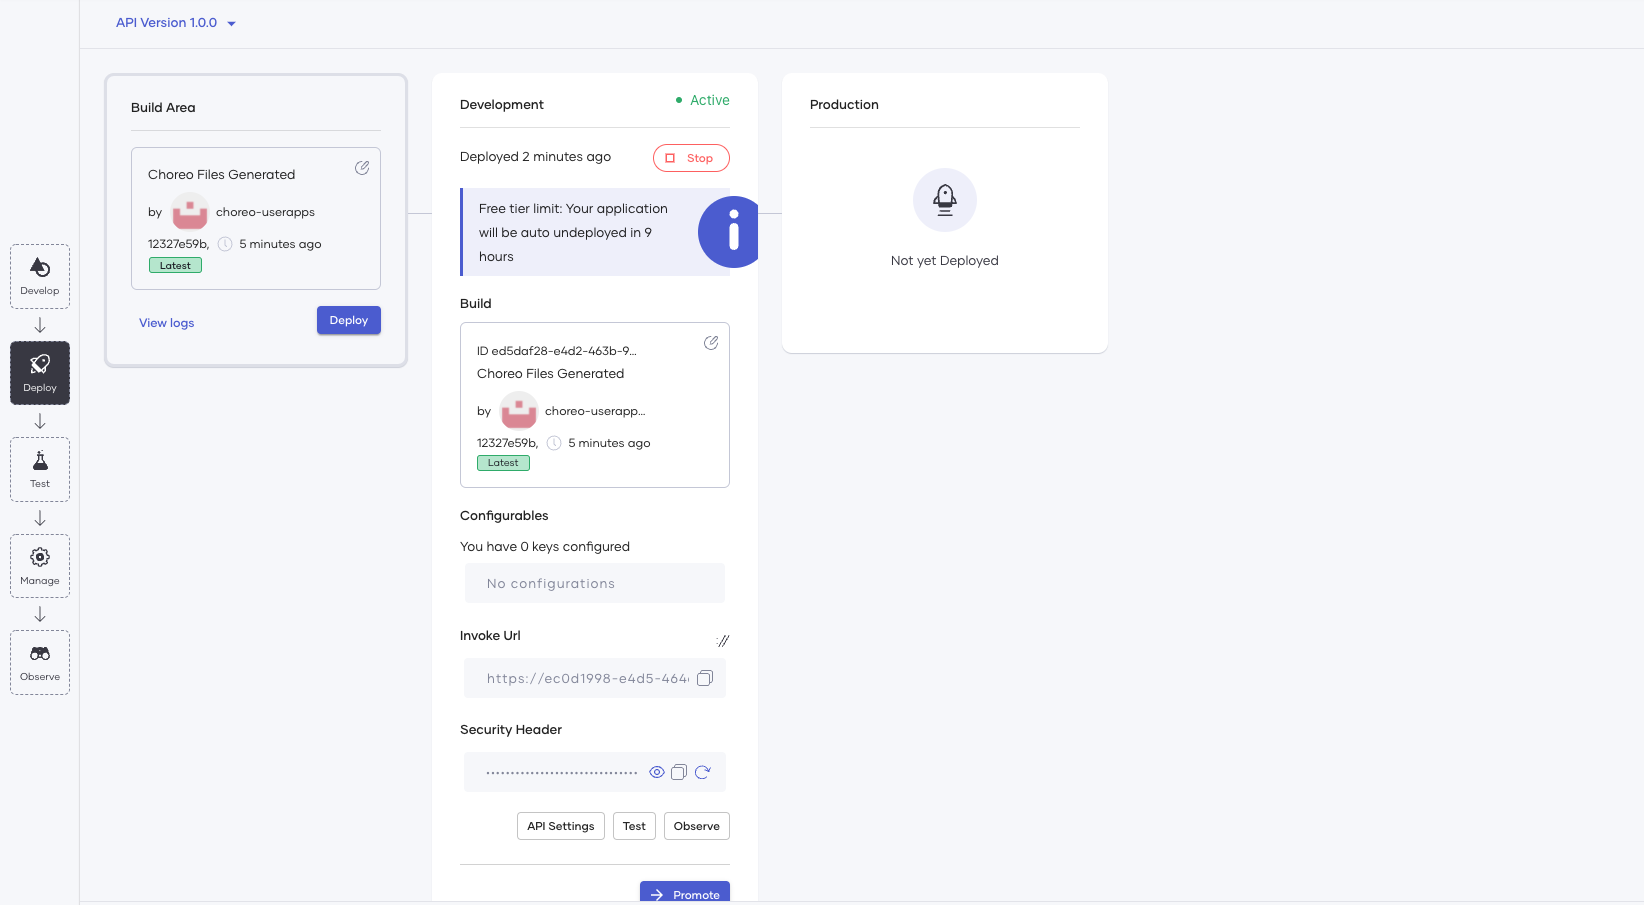 API Version 1.0.0
Develop
Deploy
Test
Manage
Observe
Build Area
Choreo Files Generated
by choreo-userapps
12327e59b, 5 minutes ago
Latest
View logs
Deploy
Development
Active
Deployed 2 minutes ago
Stop
Free tier limit: Your application
will be auto undeployed in 9
hours
Build
ID ed5daf28-e4d2-463b-9...
Choreo Files Generated
by choreo-userapp...
12327e59b, 5 minutes ago
Latest
Configurables
You have 0 keys configured
No configurations
Invoke Url
://
https://ec0d1998-e4d5-464
Security Header
API Settings
Test
Observe
Promote
Production
Not yet Deployed